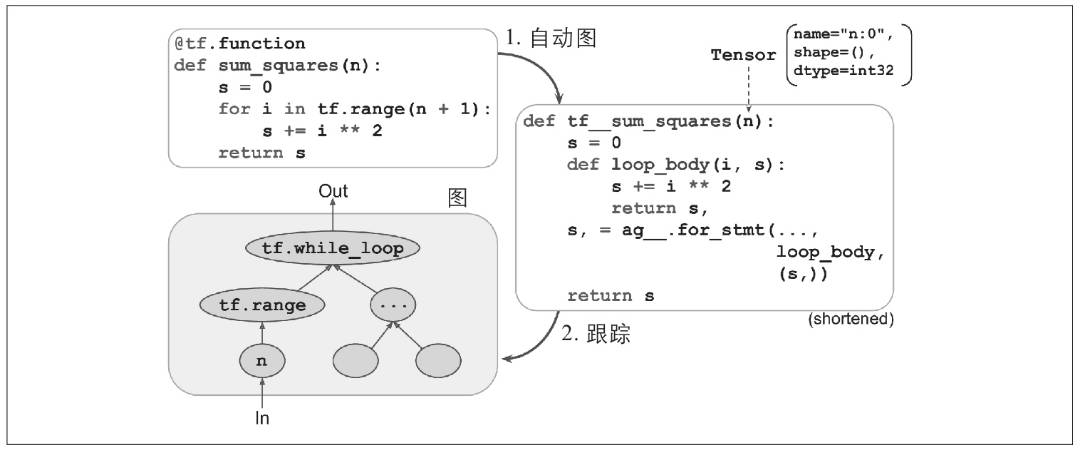 @tf.function
def sum_squares(n):
    s = 0
    for i in tf.range(n + 1):
        s += i ** 2
    return s
1. 自动图
Tensor
name="n:0",
shape=(),
dtype=int32
def tf__sum_squares(n):
    s = 0
    def loop_body(i, s):
        s += i ** 2
        return s,
    s, = ag__.for_stmt(...,
                       loop_body,
                       (s,))
    return s
(shortened)
2. 跟踪
图
Out
tf.while_loop
tf.range
...
n
In